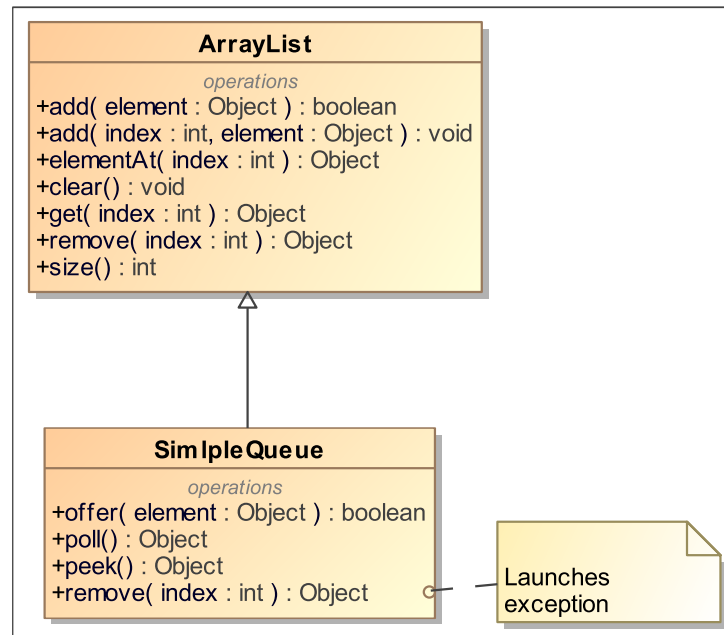 ArrayList
operations
+add( element : Object ) : boolean
+add( index : int, element : Object ) : void
+elementAt( index : int ) : Object
+clear() : void
+get( index : int ) : Object
+remove( index : int ) : Object
+size() : int
SimlpleQueue
operations
+offer( element : Object ) : boolean
+poll() : Object
+peek() : Object
+remove( index : int ) : Object
Launches
exception